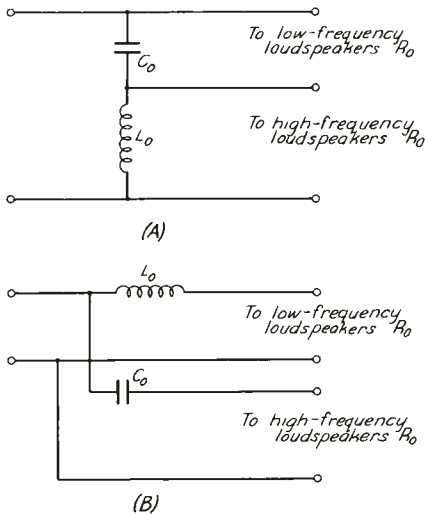 To low-frequency
loudspeakers R₀
C₀
To high-frequency
loudspeakers R₀
L₀
(A)
L₀
To low-frequency
loudspeakers R₀
C₀
To high-frequency
loudspeakers R₀
(B)